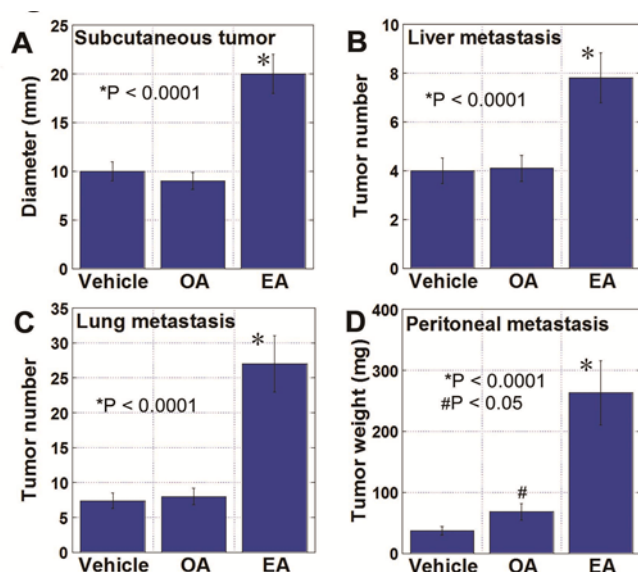 A
Subcutaneous tumor
*P < 0.0001
*
Diameter (mm)
25
20
15
10
5
0
Vehicle OA EA
B
Liver metastasis
*P < 0.0001
*
Tumor number
10
8
6
4
2
0
Vehicle OA EA
C
Lung metastasis
*P < 0.0001
*
Tumor number
35
30
25
20
15
10
5
0
Vehicle OA EA
D
Peritoneal metastasis
*P < 0.0001
#P < 0.05
*
#
Tumor weight (mg)
400
300
200
100
0
Vehicle OA EA